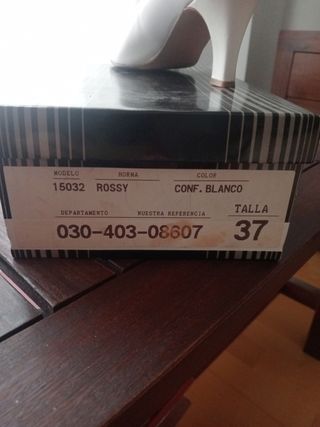 MODELO HORMA COLOR
15032 ROSSY CONF.BLANCO
DEPARTAMENTO NUESTRA REFERENCIA TALLA
030-403-08607 37